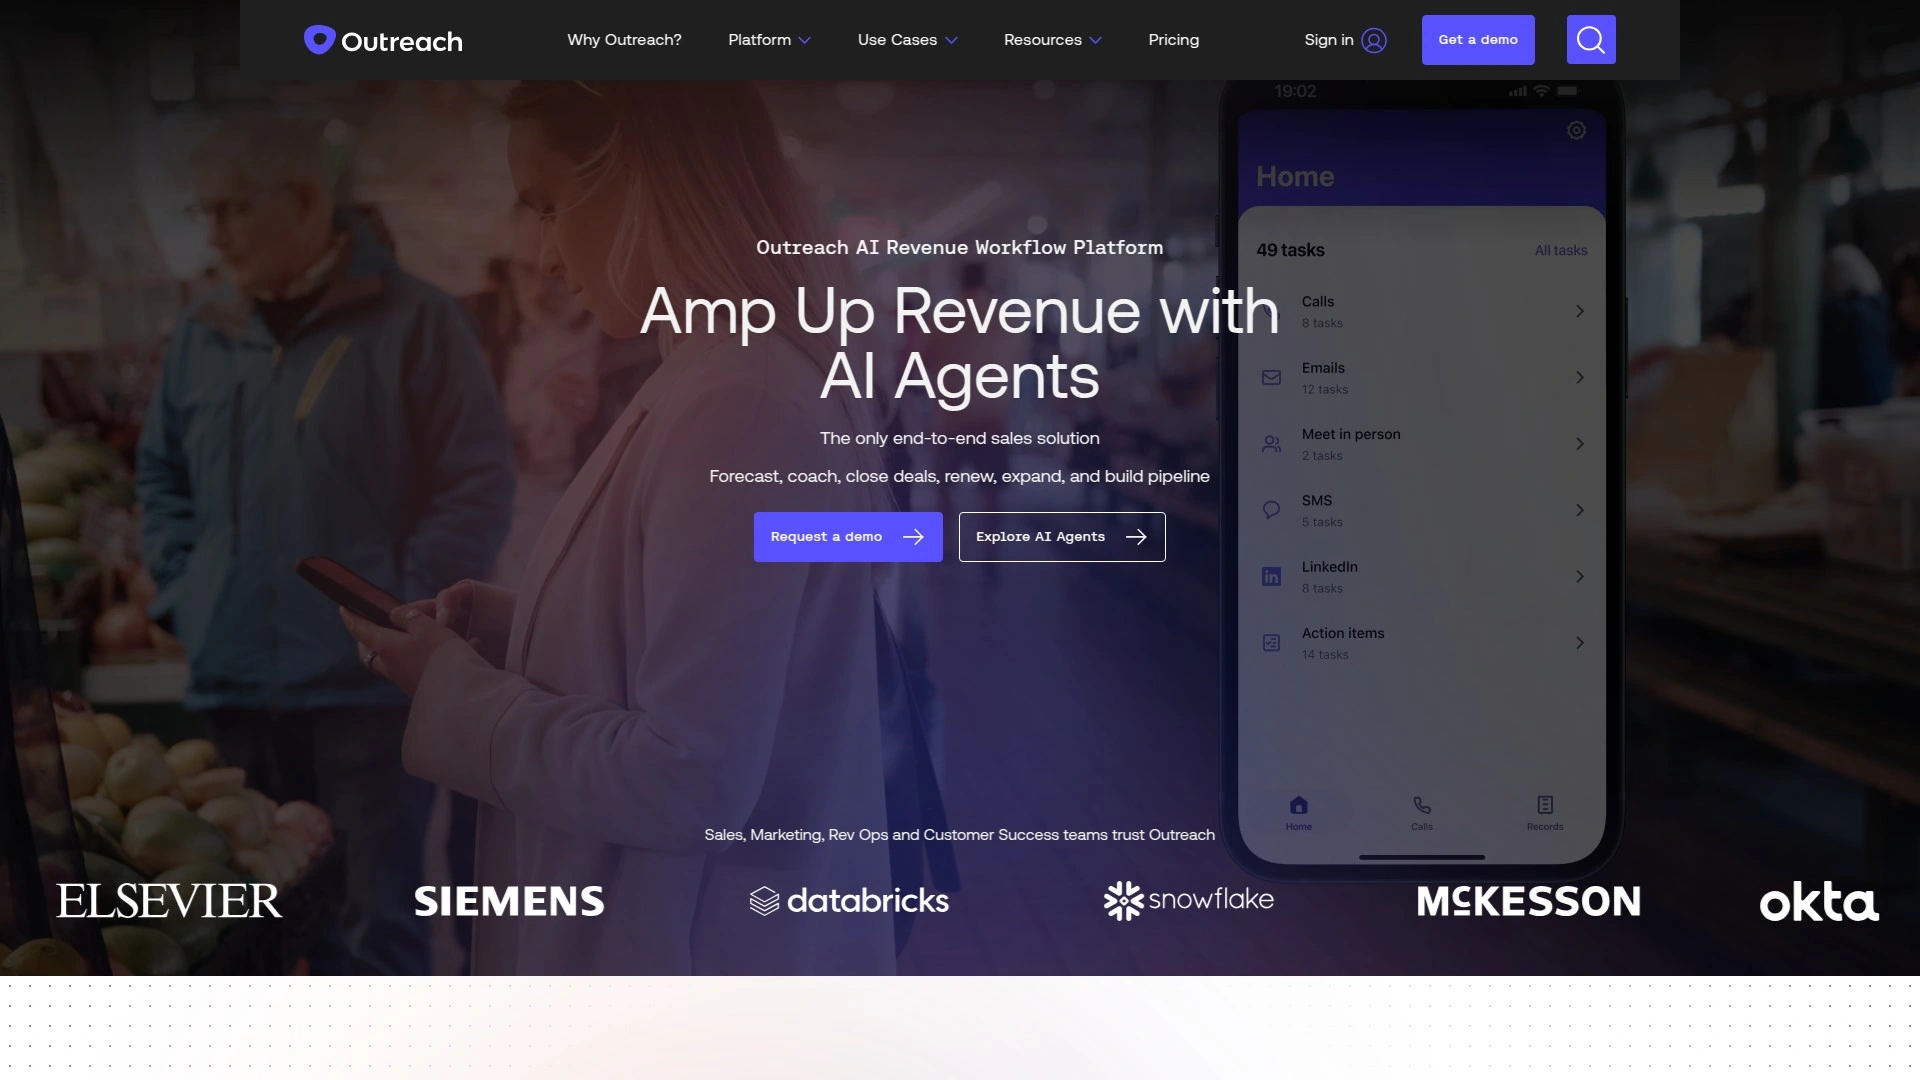 Outreach
Why Outreach?
Platform
Use Cases
Resources
Pricing
Sign in
Get a demo
19:02
Home
Outreach AI Revenue Workflow Platform
Amp Up Revenue with
AI Agents
The only end-to-end sales solution
Forecast, coach, close deals, renew, expand, and build pipeline
Request a demo
Explore AI Agents
49 tasks
All tasks
Calls
8 tasks
Emails
12 tasks
Meet in person
2 tasks
SMS
5 tasks
LinkedIn
8 tasks
Action items
14 tasks
Home
Calls
Records
Sales, Marketing, Rev Ops and Customer Success teams trust Outreach
ELSEVIER
SIEMENS
databricks
snowflake
MCKESSON
okta